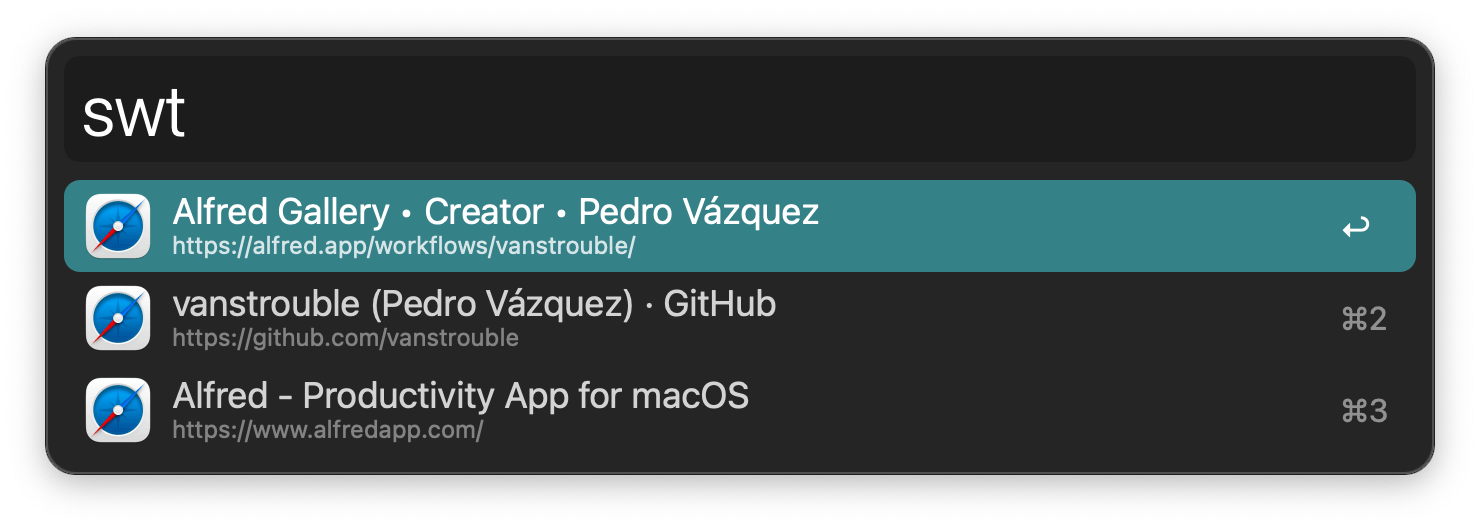 swt
Alfred Gallery • Creator • Pedro Vázquez
https://alfred.app/workflows/vanstrouble/
↩
vanstrouble (Pedro Vázquez) · GitHub
https://github.com/vanstrouble
⌘2
Alfred - Productivity App for macOS
https://www.alfredapp.com/
⌘3